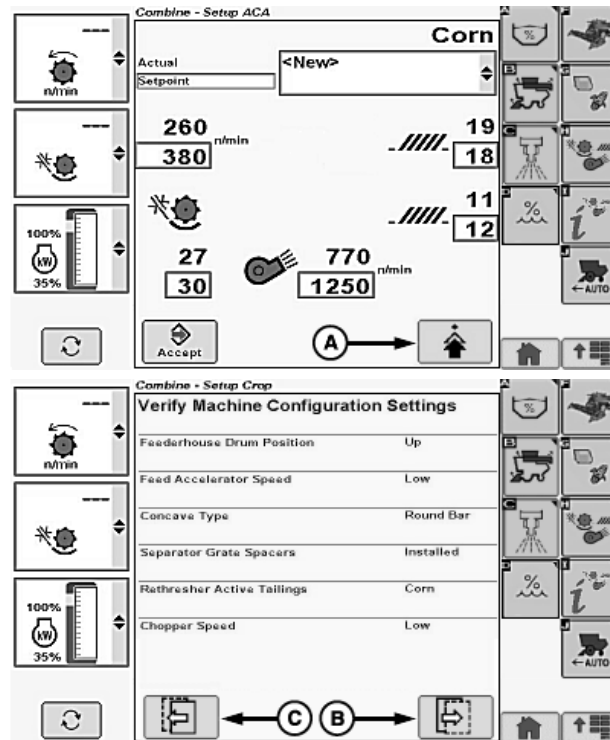 Combine - Setup ACA
Corn
Actual
Setpoint
<New>
---
n/min
260
380
n/min
19
18
---
11
12
100%
kW
35%
27
30
770
1250
n/min
Accept
A
A
B
C
D
%
%
i
←AUTO
Combine - Setup Crop
Verify Machine Configuration Settings
---
n/min
Feederhouse Drum Position Up
Feed Accelerator Speed Low
Concave Type Round Bar
Separator Grate Spacers Installed
Rethresher Active Tailings Corn
Chopper Speed Low
---
100%
kW
35%
C B
A
B
C
D
%
%
i
←AUTO